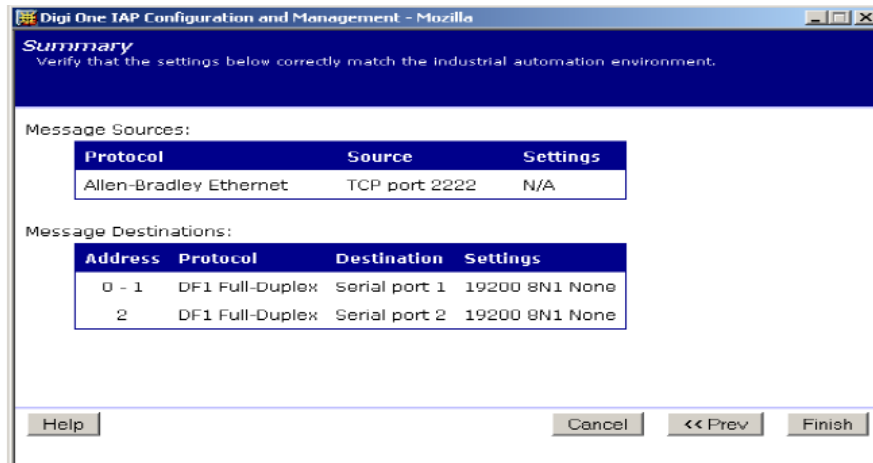 Digi One IAP Configuration and Management - Mozilla
Summary
Verify that the settings below correctly match the industrial automation environment.
Message Sources:
Protocol Source Settings
Allen-Bradley Ethernet TCP port 2222 N/A
Message Destinations:
Address Protocol Destination Settings
0 - 1 DF1 Full-Duplex Serial port 1 19200 8N1 None
2 DF1 Full-Duplex Serial port 2 19200 8N1 None
Help Cancel << Prev Finish